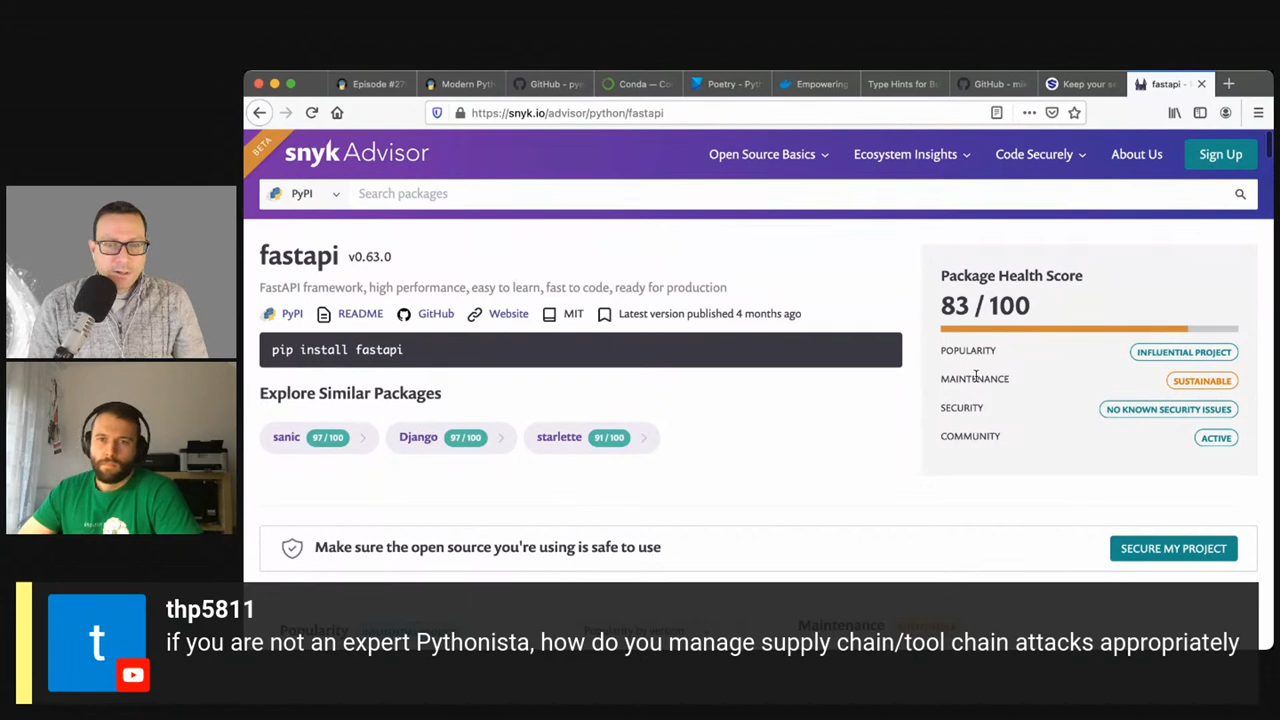 Episode #27
Modern Pyth
GitHub - pye
Conda — Co
Poetry - Pyth
Empowering
Type Hints for Bu
GitHub - mik
Keep your se
fastapi -
https://snyk.io/advisor/python/fastapi
BETA
snyk Advisor
Open Source Basics
Ecosystem Insights
Code Securely
About Us
Sign Up
PyPI
Search packages
fastapi v0.63.0
FastAPI framework, high performance, easy to learn, fast to code, ready for production
PyPI README GitHub Website MIT Latest version published 4 months ago
pip install fastapi
Explore Similar Packages
sanic 97 / 100
Django 97 / 100
starlette 91 / 100
Package Health Score
83 / 100
POPULARITY INFLUENTIAL PROJECT
MAINTENANCE SUSTAINABLE
SECURITY NO KNOWN SECURITY ISSUES
COMMUNITY ACTIVE
Make sure the open source you're using is safe to use
SECURE MY PROJECT
Popularity
Maintenance
t
thp5811
if you are not an expert Pythonista, how do you manage supply chain/tool chain attacks appropriately